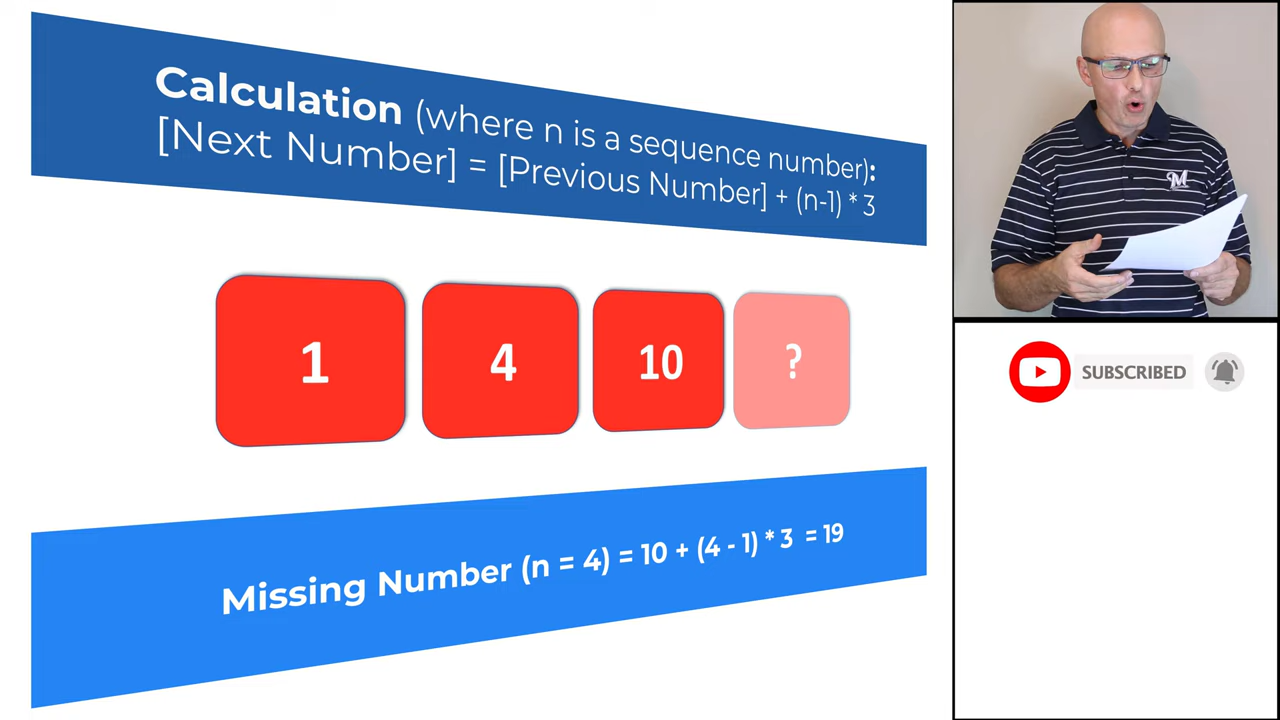 Calculation (where n is a sequence number):
[Next Number] = [Previous Number] + (n-1) * 3
1 4 10 ?
Missing Number (n = 4) = 10 + (4 - 1) * 3 = 19
M
SUBSCRIBED